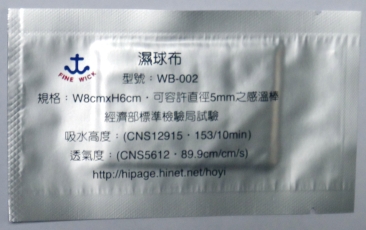 濕球布
FINE WICK
型號：WB-002
規格：W8cmxH6cm，可容許直徑5mm之感溫棒
經濟部標準檢驗局試驗
吸水高度：(CNS12915，153/10min)
透氣度：(CNS5612，89.9cm/cm/s)
http://hipage.hinet.net/hoyi